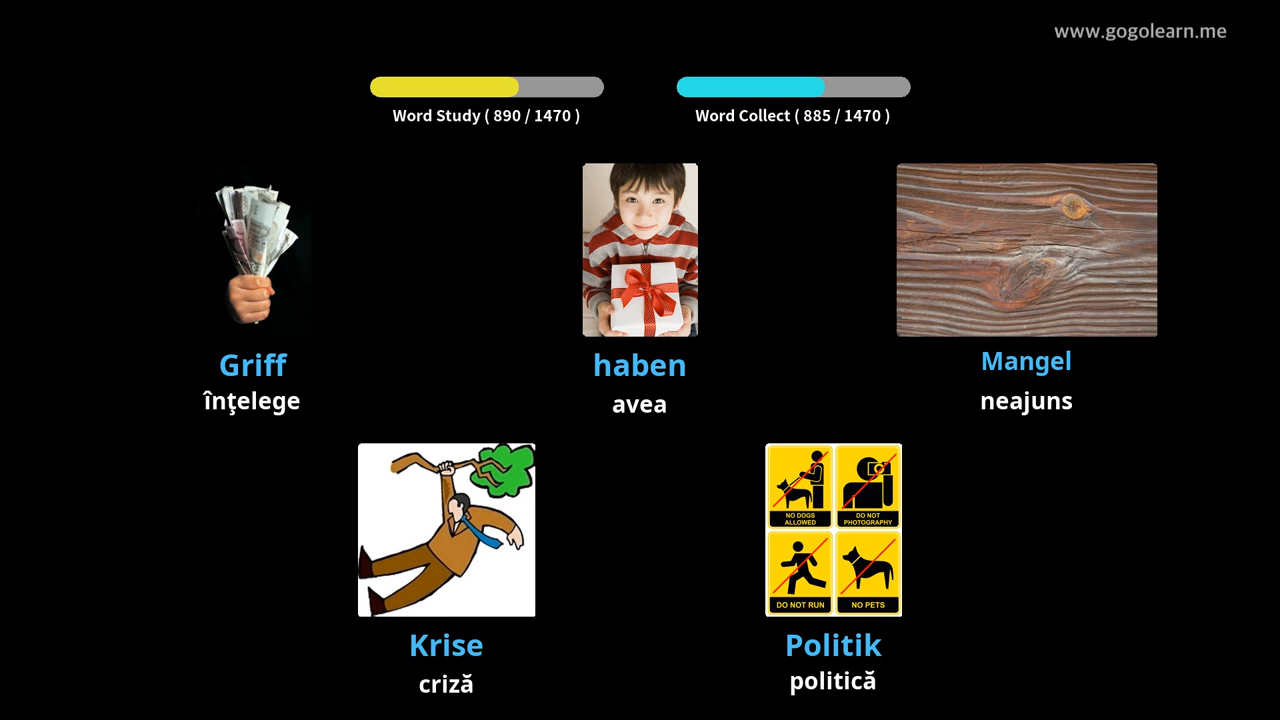 www.gogolearn.me
Word Study ( 890 / 1470 )
Word Collect ( 885 / 1470 )
Griff
înţelege
haben
avea
Mangel
neajuns
Krise
criză
NO DOGS
ALLOWED
DO NOT
PHOTOGRAPHY
DO NOT RUN
NO PETS
Politik
politică